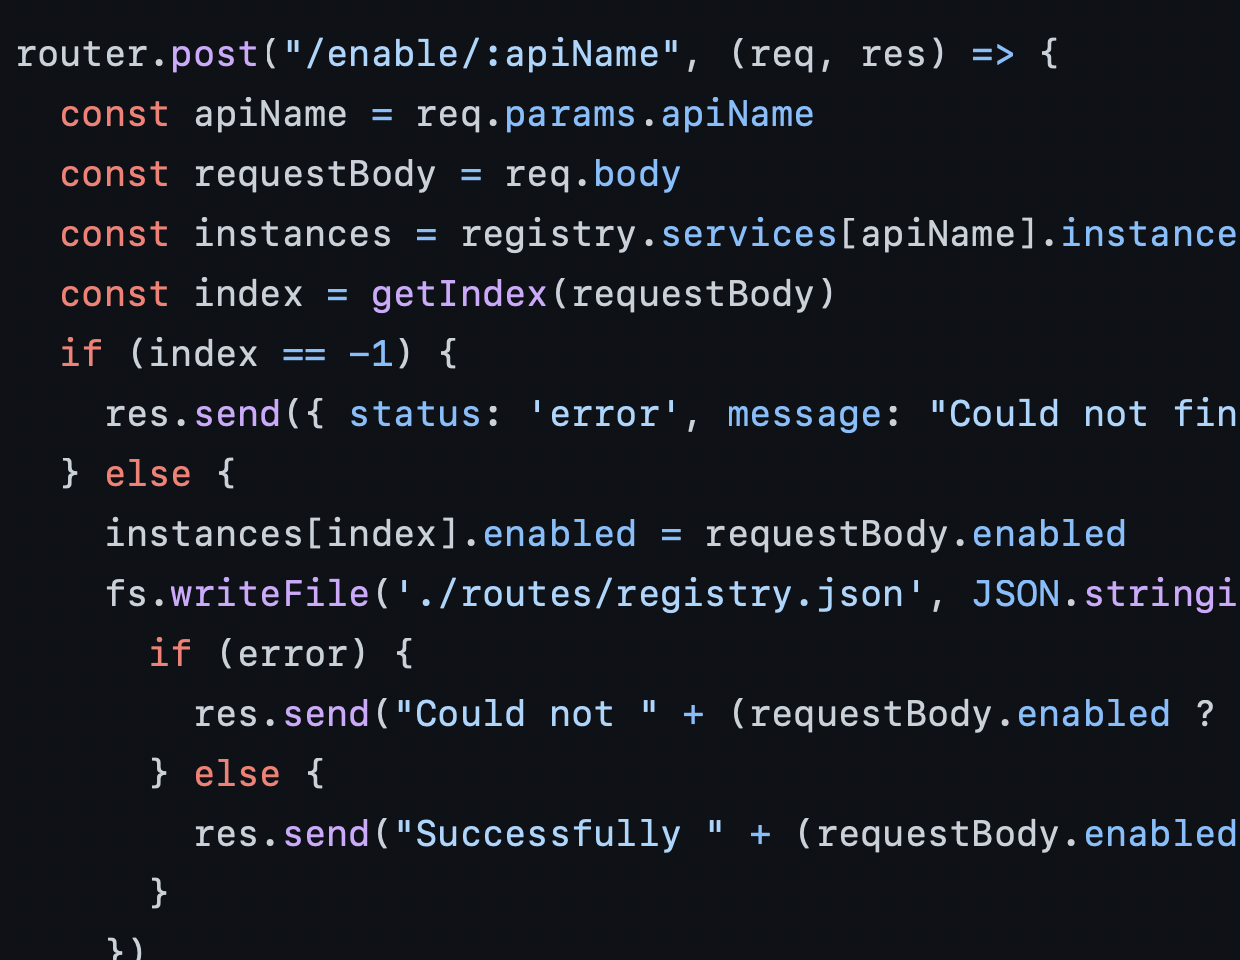 router.post("/enable/:apiName", (req, res) => {
  const apiName = req.params.apiName
  const requestBody = req.body
  const instances = registry.services[apiName].instance
  const index = getIndex(requestBody)
  if (index == -1) {
    res.send({ status: 'error', message: "Could not fin
  } else {
    instances[index].enabled = requestBody.enabled
    fs.writeFile('./routes/registry.json', JSON.stringi
      if (error) {
        res.send("Could not " + (requestBody.enabled ?
      } else {
        res.send("Successfully " + (requestBody.enabled
      }
    })